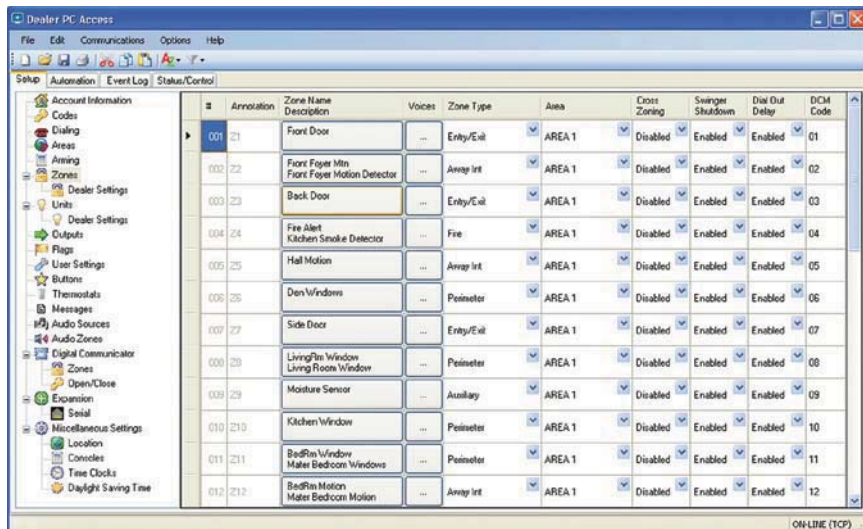 Dealer PC Access
File Edit Communications Options Help
Setup Automation Event Log Status/Control
Account Information
Codes
Dialing
Areas
Arming
Zones
Dealer Settings
Units
Dealer Settings
Outputs
Flags
User Settings
Buttons
Thermostats
Messages
Audio Sources
Audio Zones
Digital Communicator
Zones
Open/Close
Expansion
Serial
Miscellaneous Settings
Location
Consoles
Time Clocks
Daylight Saving Time
# Annotation Zone Name Description Voices Zone Type Area Cross Zoning Swinger Shutdown Dial Out Delay DCM Code
001 Z1 Front Door ... Entry/Exit AREA 1 Disabled Enabled Enabled 01
002 Z2 Front Foyer Mtn Front Foyer Motion Detector ... Away Int AREA 1 Disabled Enabled Enabled 02
003 Z3 Back Door ... Entry/Exit AREA 1 Disabled Enabled Enabled 03
004 Z4 Fire Alert Kitchen Smoke Detector ... Fire AREA 1 Disabled Enabled Enabled 04
005 Z5 Hall Motion ... Away Int AREA 1 Disabled Enabled Enabled 05
006 Z6 Den Windows ... Perimeter AREA 1 Disabled Enabled Enabled 06
007 Z7 Side Door ... Entry/Exit AREA 1 Disabled Enabled Enabled 07
008 Z8 LivingRm Window Living Room Window ... Perimeter AREA 1 Disabled Enabled Enabled 08
009 Z9 Moisture Sensor ... Auxiliary AREA 1 Disabled Enabled Enabled 09
010 Z10 Kitchen Window ... Perimeter AREA 1 Disabled Enabled Enabled 10
011 Z11 BedRm Window Mater Bedroom Windows ... Perimeter AREA 1 Disabled Enabled Enabled 11
012 Z12 BedRm Motion Mater Bedroom Motion ... Away Int AREA 1 Disabled Enabled Enabled 12
ON-LINE (TCP)